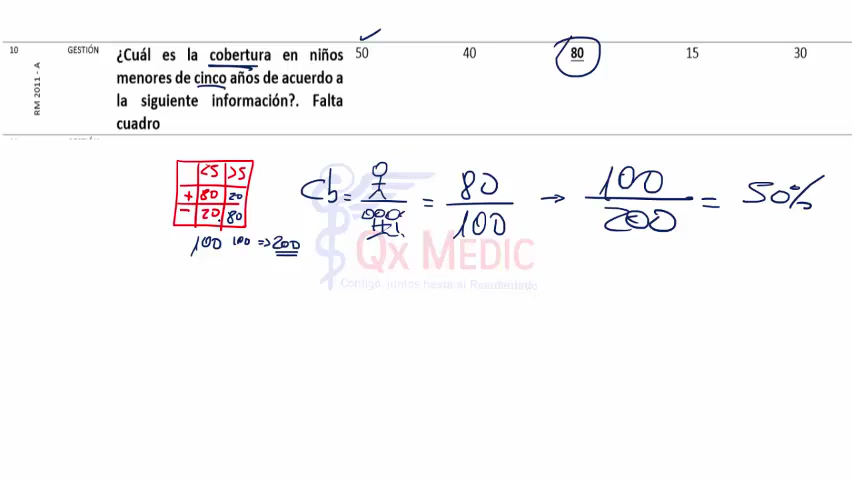 10 GESTIÓN ¿Cuál es la cobertura en niños 50 40 80 15 30
menores de cinco años de acuerdo a
la siguiente información?. Falta
cuadro
RM 2011 - A
<5 >5
+ 80 20
- 20. 80
100 100 => 200
Cb = = 80 / 100 → 100 / 200 = 50%
Qx MEDIC
Contigo, juntos hasta el Residentado